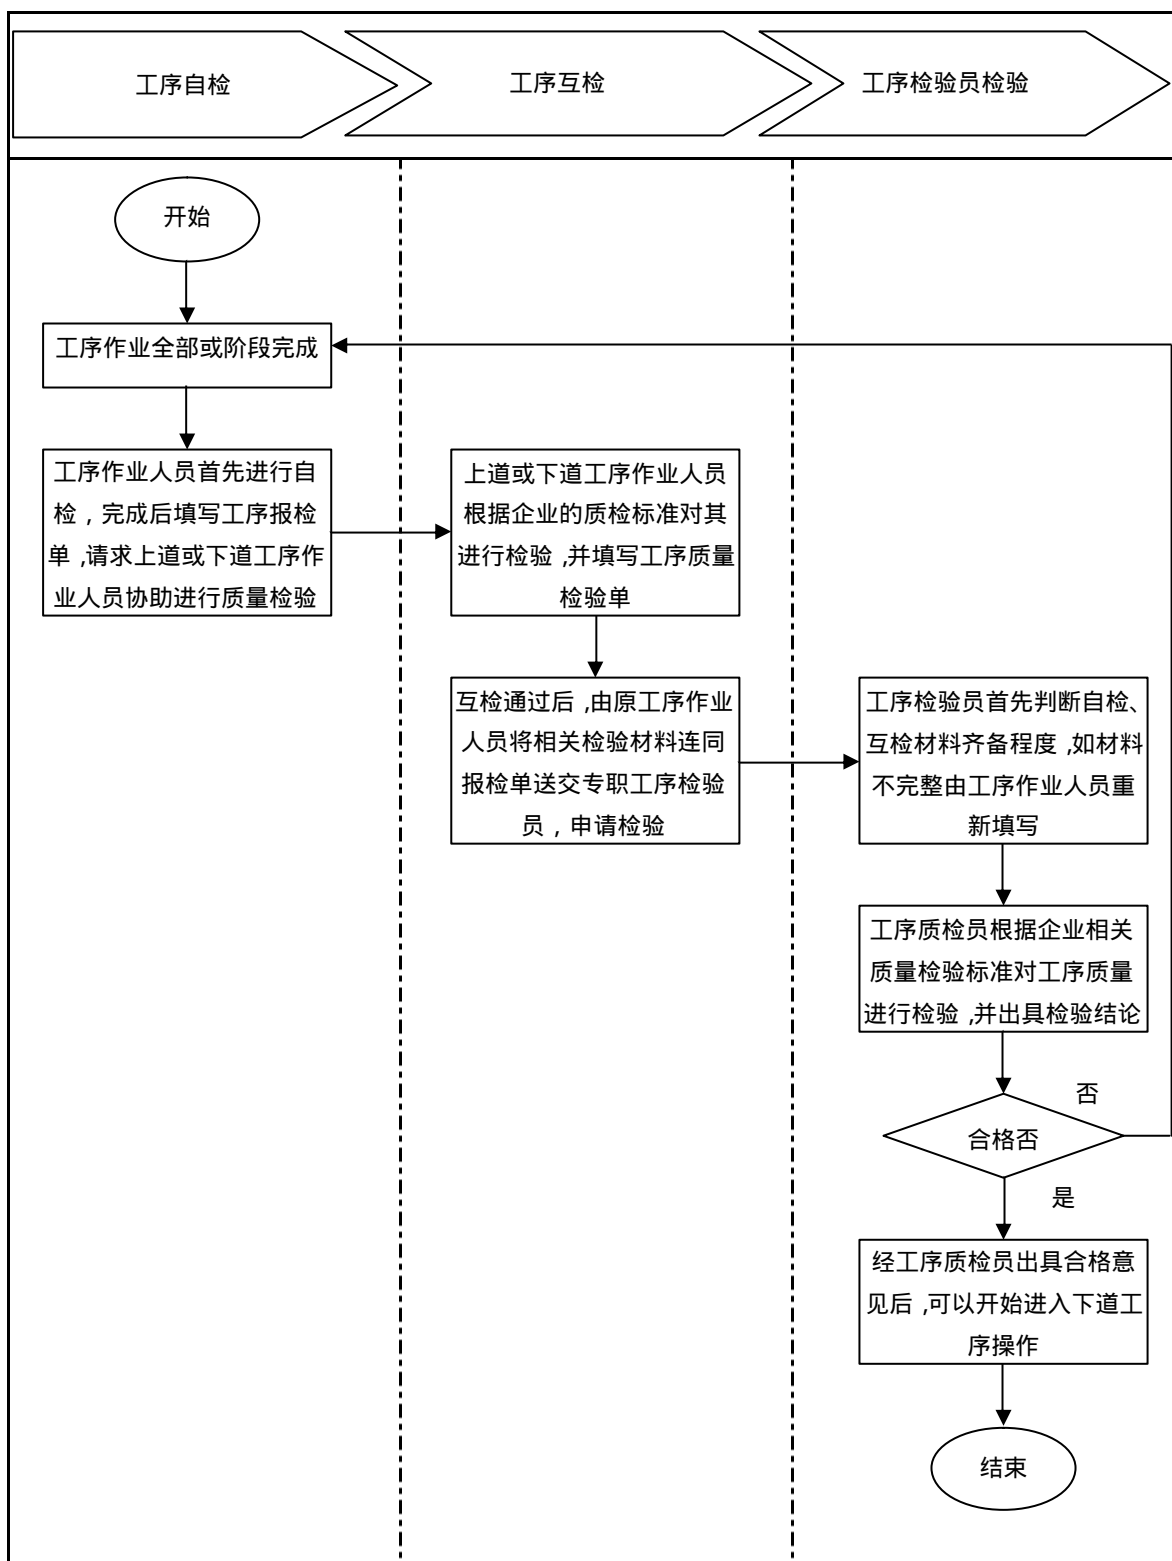 工序自检
工序互检
工序检验员检验
开始
工序作业全部或阶段完成
工序作业人员首先进行自
检，完成后填写工序报检
单,请求上道或下道工序作
业人员协助进行质量检验
上道或下道工序作业人员
根据企业的质检标准对其
进行检验,并填写工序质量
检验单
互检通过后,由原工序作业
人员将相关检验材料连同
报检单送交专职工序检验
员，申请检验
工序检验员首先判断自检、
互检材料齐备程度,如材料
不完整由工序作业人员重
新填写
工序质检员根据企业相关
质量检验标准对工序质量
进行检验,并出具检验结论
否
合格否
是
经工序质检员出具合格意
见后,可以开始进入下道工
序操作
结束